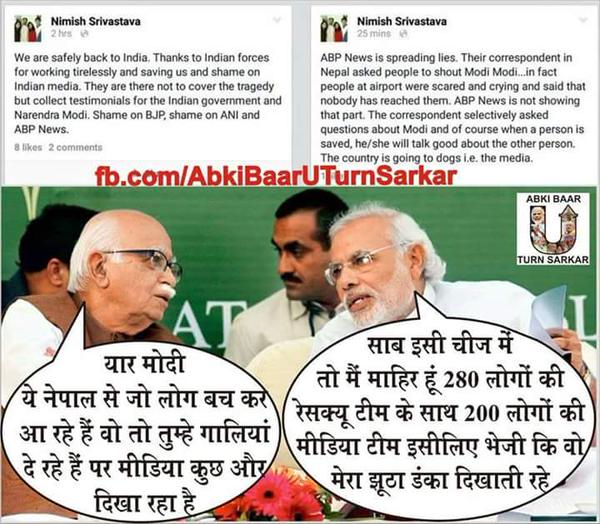 Nimish Srivastava
2 hrs
We are safely back to India. Thanks to Indian forces
for working tirelessly and saving us and shame on
Indian media. They are there not to cover the tragedy
but collect testimonials for the Indian government and
Narendra Modi. Shame on BJP, shame on ANI and
ABP News.
8 likes 2 comments
Nimish Srivastava
25 mins
ABP News is spreading lies. Their correspondent in
Nepal asked people to shout Modi Modi...in fact
people at airport were scared and crying and said that
nobody has reached them. ABP News is not showing
that part. The correspondent selectively asked
questions about Modi and of course when a person is
saved, he/she will talk good about the other person.
The country is going to dogs i.e. the media.
fb.com/AbkiBaarUTurnSarkar
ABKI BAAR
U
TURN SARKAR
AT
यार मोदी
ये नेपाल से जो लोग बच कर
आ रहे हैं वो तो तुम्हे गालियां
दे रहे हैं पर मीडिया कुछ और
दिखा रहा है
साब इसी चीज में
तो मैं माहिर हूं 280 लोगों की
रेसक्यू टीम के साथ 200 लोगों की
मीडिया टीम इसीलिए भेजी कि वो
मेरा झूठा डंका दिखाती रहे